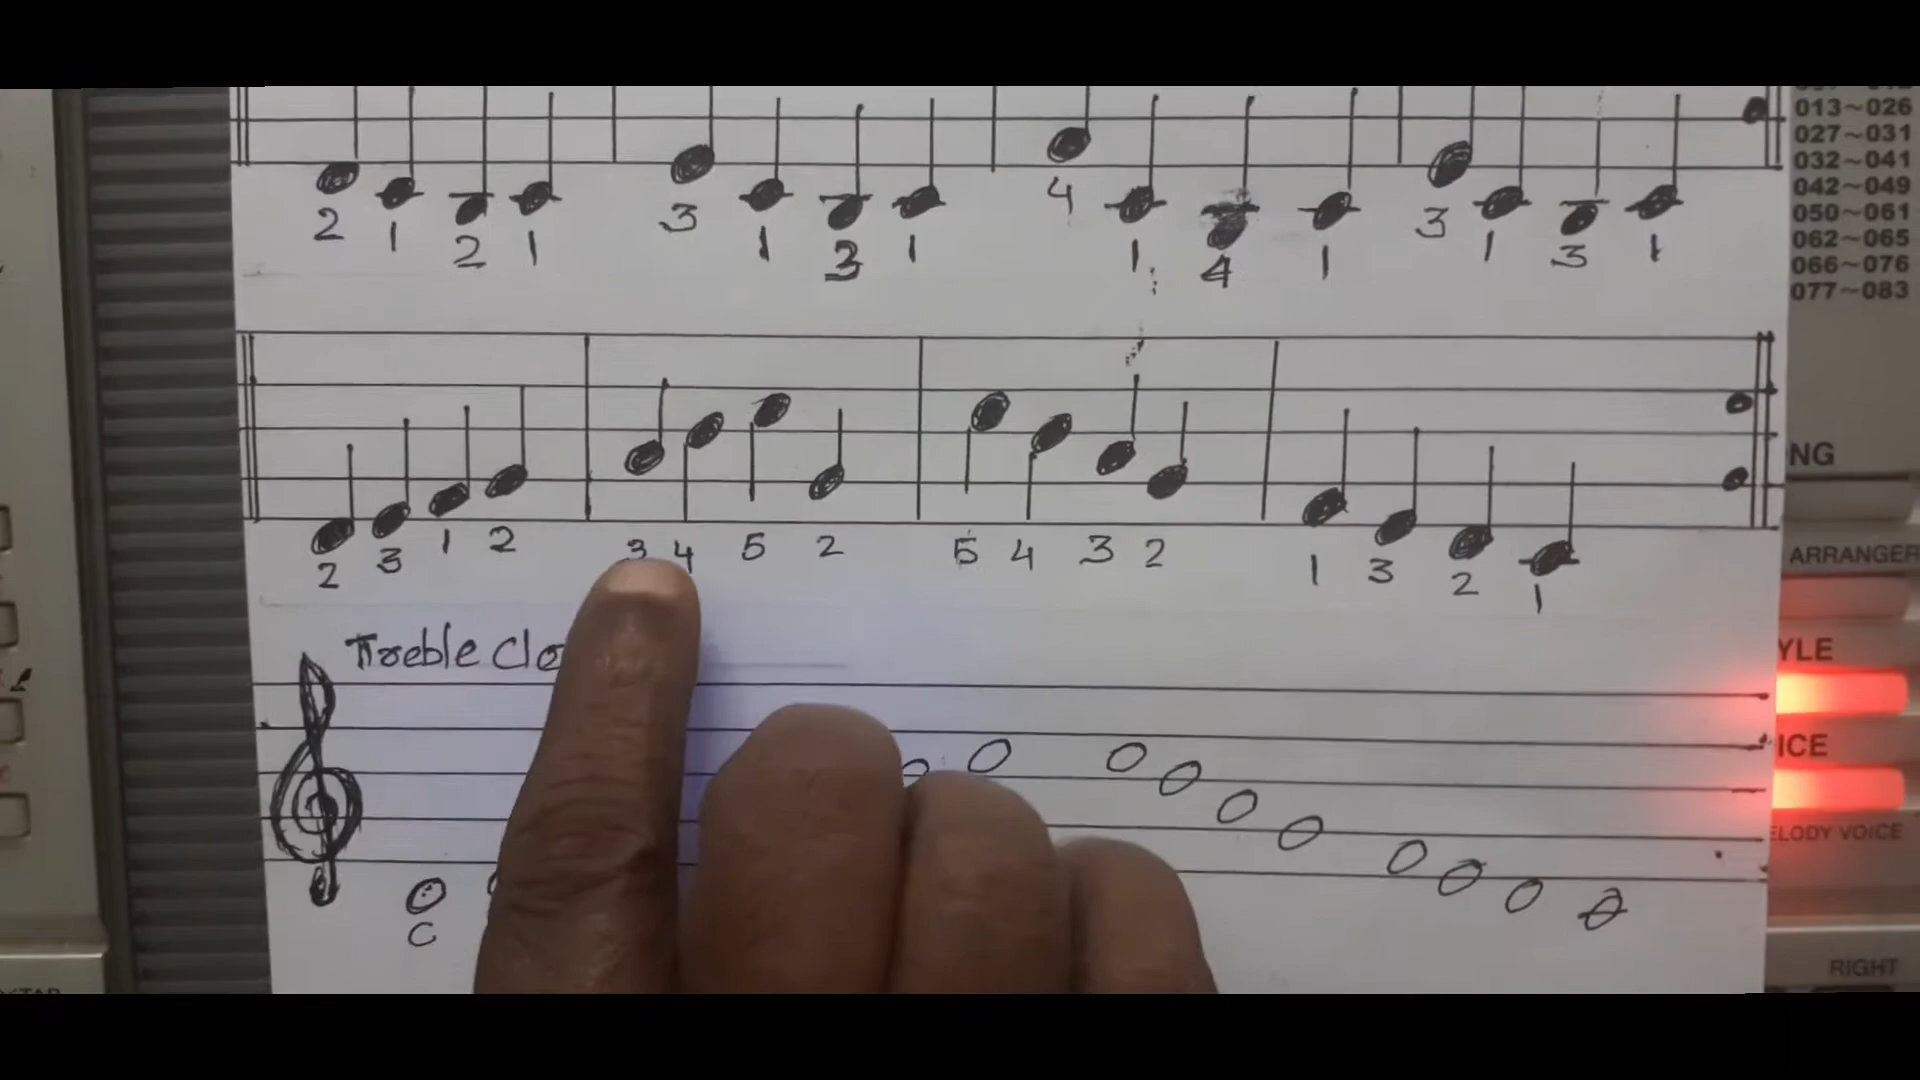 013~026
027~031
032~041
042~049
050~061
062~065
066~076
077~083
2 1 2 1 3 1 3 1 4 1 4 1 3 1 3 1
NG
2 3 1 2 3 4 5 2 5 4 3 2 1 3 2 1
ARRANGER
Treble Cle
YLE
ICE
ELODY VOICE
C
RIGHT